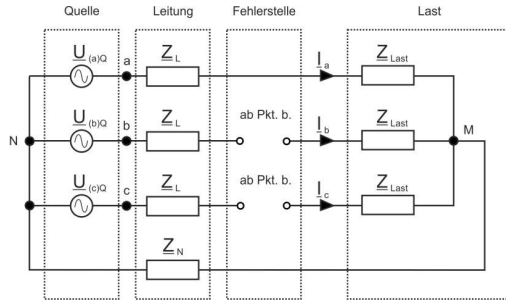 Quelle Leitung Fehlerstelle Last
U (a)Q a Z L I a Z Last
U (b)Q b Z L ab Pkt. b. I b Z Last M
N
U (c)Q c Z L ab Pkt. b. I c Z Last
Z N